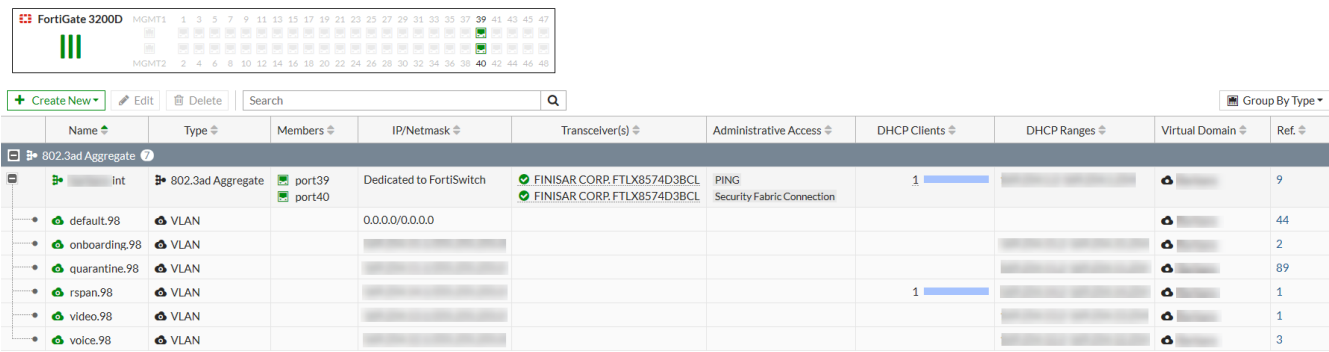 FortiGate 3200D MGMT1 1 3 5 7 9 11 13 15 17 19 21 23 25 27 29 31 33 35 37 39 41 43 45 47
MGMT2 2 4 6 8 10 12 14 16 18 20 22 24 26 28 30 32 34 36 38 40 42 44 46 48
Create New Edit Delete Search Group By Type
Name Type Members IP/Netmask Transceiver(s) Administrative Access DHCP Clients DHCP Ranges Virtual Domain Ref.
802.3ad Aggregate 7
int 802.3ad Aggregate port39 Dedicated to FortiSwitch FINISAR CORP. FTLX8574D3BCL PING 1 9
port40 FINISAR CORP. FTLX8574D3BCL Security Fabric Connection
default.98 VLAN 0.0.0.0/0.0.0.0 44
onboarding.98 VLAN 2
quarantine.98 VLAN 89
rspan.98 VLAN 1 1
video.98 VLAN 1
voice.98 VLAN 3